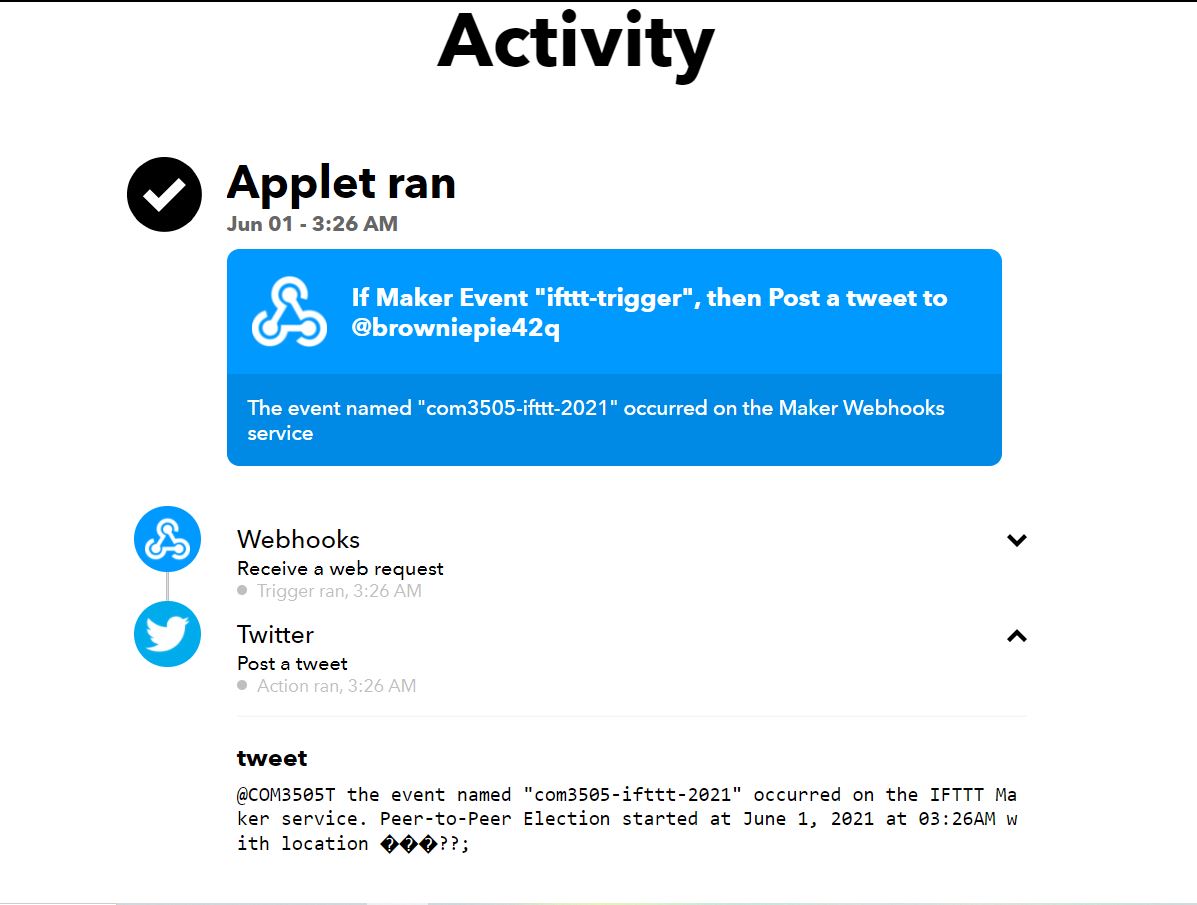 Activity
Applet ran
Jun 01 - 3:26 AM
If Maker Event "ifttt-trigger", then Post a tweet to
@browniepie42q
The event named "com3505-ifttt-2021" occurred on the Maker Webhooks
service
Webhooks
Receive a web request
Trigger ran, 3:26 AM
Twitter
Post a tweet
Action ran, 3:26 AM
tweet
@COM3505T the event named "com3505-ifttt-2021" occurred on the IFTTT Ma
ker service. Peer-to-Peer Election started at June 1, 2021 at 03:26AM w
ith location ���??;